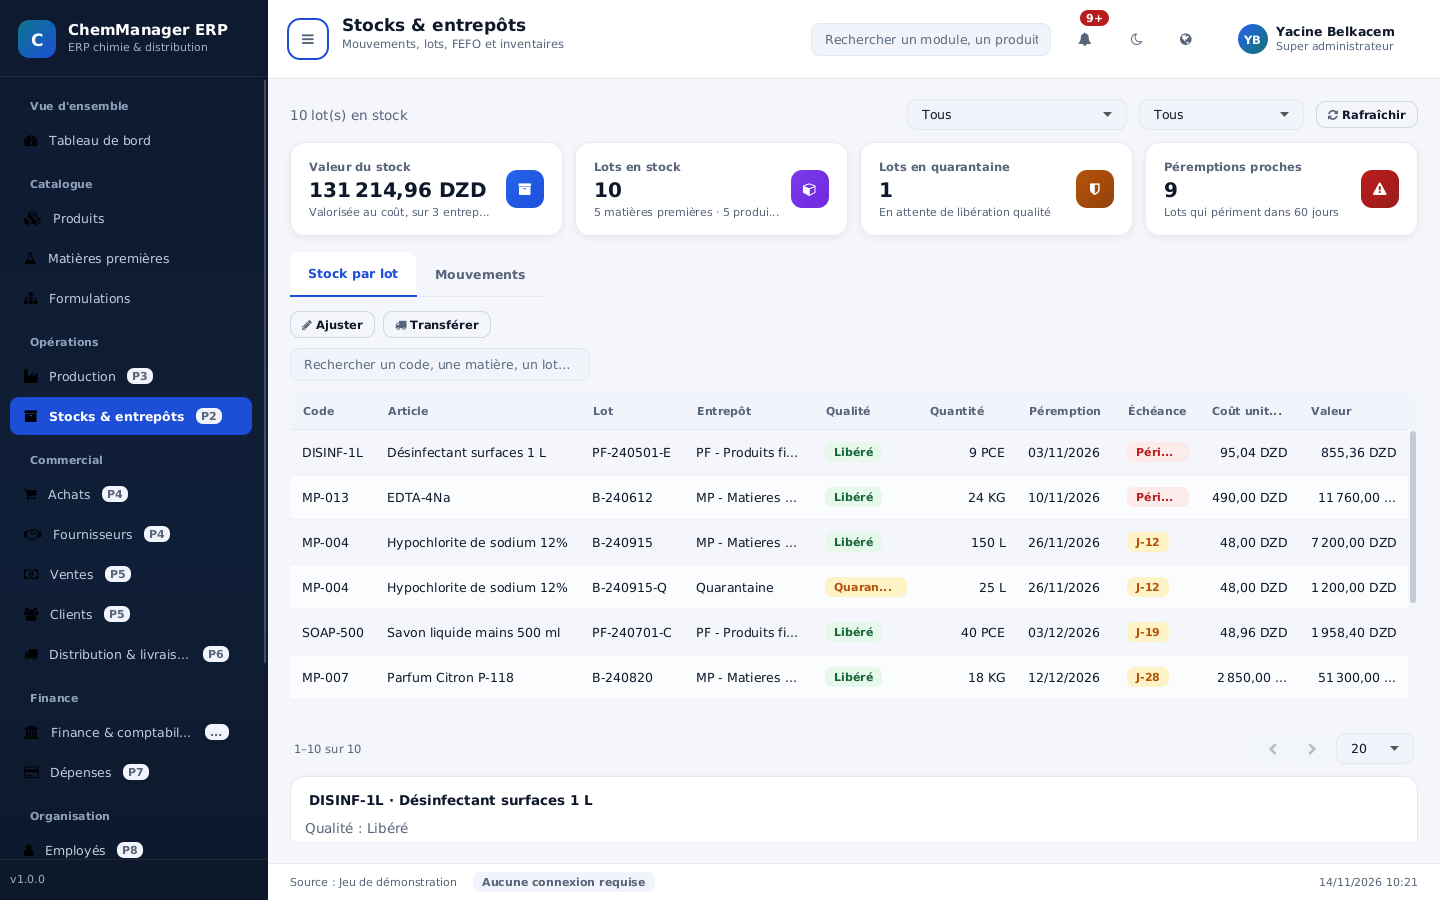 C
ChemManager ERP
ERP chimie & distribution
Vue d'ensemble
Tableau de bord
Catalogue
Produits
Matières premières
Formulations
Opérations
Production P3
Stocks & entrepôts P2
Commercial
Achats P4
Fournisseurs P4
Ventes P5
Clients P5
Distribution & livrais... P6
Finance
Finance & comptabil... ...
Dépenses P7
Organisation
Employés P8
v1.0.0
Stocks & entrepôts
Mouvements, lots, FEFO et inventaires
Rechercher un module, un produit
9+
YB
Yacine Belkacem
Super administrateur
10 lot(s) en stock
Tous
Tous
Rafraîchir
Valeur du stock
131 214,96 DZD
Valorisée au coût, sur 3 entrep...
Lots en stock
10
5 matières premières · 5 produi...
Lots en quarantaine
1
En attente de libération qualité
Péremptions proches
9
Lots qui périment dans 60 jours
Stock par lot
Mouvements
Ajuster
Transférer
Rechercher un code, une matière, un lot...
Code Article Lot Entrepôt Qualité Quantité Péremption Échéance Coût unit... Valeur
DISINF-1L Désinfectant surfaces 1 L PF-240501-E PF - Produits fi... Libéré 9 PCE 03/11/2026 Péri... 95,04 DZD 855,36 DZD
MP-013 EDTA-4Na B-240612 MP - Matieres ... Libéré 24 KG 10/11/2026 Péri... 490,00 DZD 11 760,00 ...
MP-004 Hypochlorite de sodium 12% B-240915 MP - Matieres ... Libéré 150 L 26/11/2026 J-12 48,00 DZD 7 200,00 DZD
MP-004 Hypochlorite de sodium 12% B-240915-Q Quarantaine Quaran... 25 L 26/11/2026 J-12 48,00 DZD 1 200,00 DZD
SOAP-500 Savon liquide mains 500 ml PF-240701-C PF - Produits fi... Libéré 40 PCE 03/12/2026 J-19 48,96 DZD 1 958,40 DZD
MP-007 Parfum Citron P-118 B-240820 MP - Matieres ... Libéré 18 KG 12/12/2026 J-28 2 850,00 ... 51 300,00 ...
1–10 sur 10
20
DISINF-1L · Désinfectant surfaces 1 L
Qualité : Libéré
Source : Jeu de démonstration
Aucune connexion requise
14/11/2026 10:21